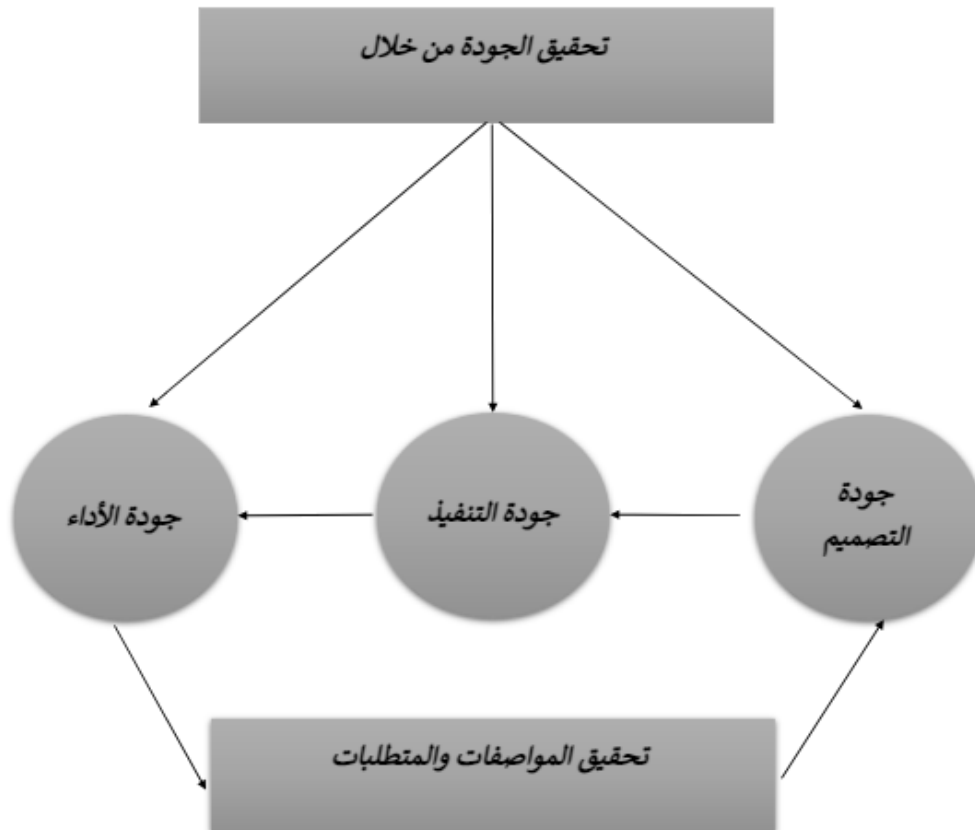 تحقيق الجودة من خلال
جودة
التصميم
جودة التنفيذ
جودة الأداء
تحقيق المواصفات والمتطلبات